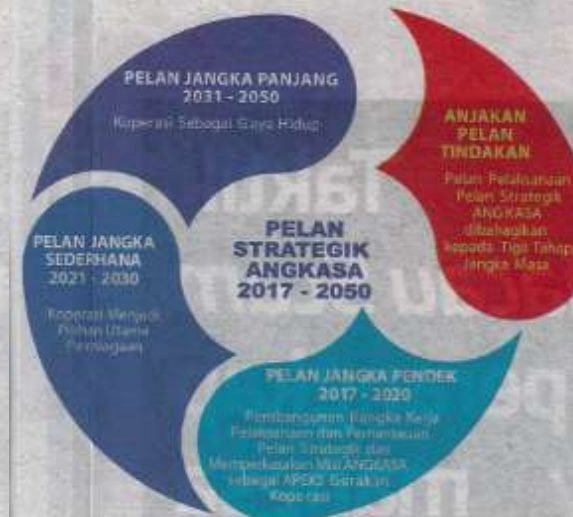 PELAN JANGKA PANJANG
2031 - 2050
Koperasi Sebagai Gaya Hidup
ANJAKAN
PELAN
TINDAKAN
Pelan Pelaksanaan
Pelan Strategik
ANGKASA
dibahagikan
kepada Tiga Tahap
Jangka Masa
PELAN
STRATEGIK
ANGKASA
2017 - 2050
PELAN JANGKA
SEDERHANA
2021 - 2030
Koperasi Menjadi
Pilihan Utama
Perniagaan
PELAN JANGKA PENDEK
2017 - 2020
Pembangunan Rangka Kerja
Pelaksanaan dan Pemantauan
Pelan Strategik dan
Memperkasakan Misi ANGKASA
sebagai APEKS Gerakan
Koperasi